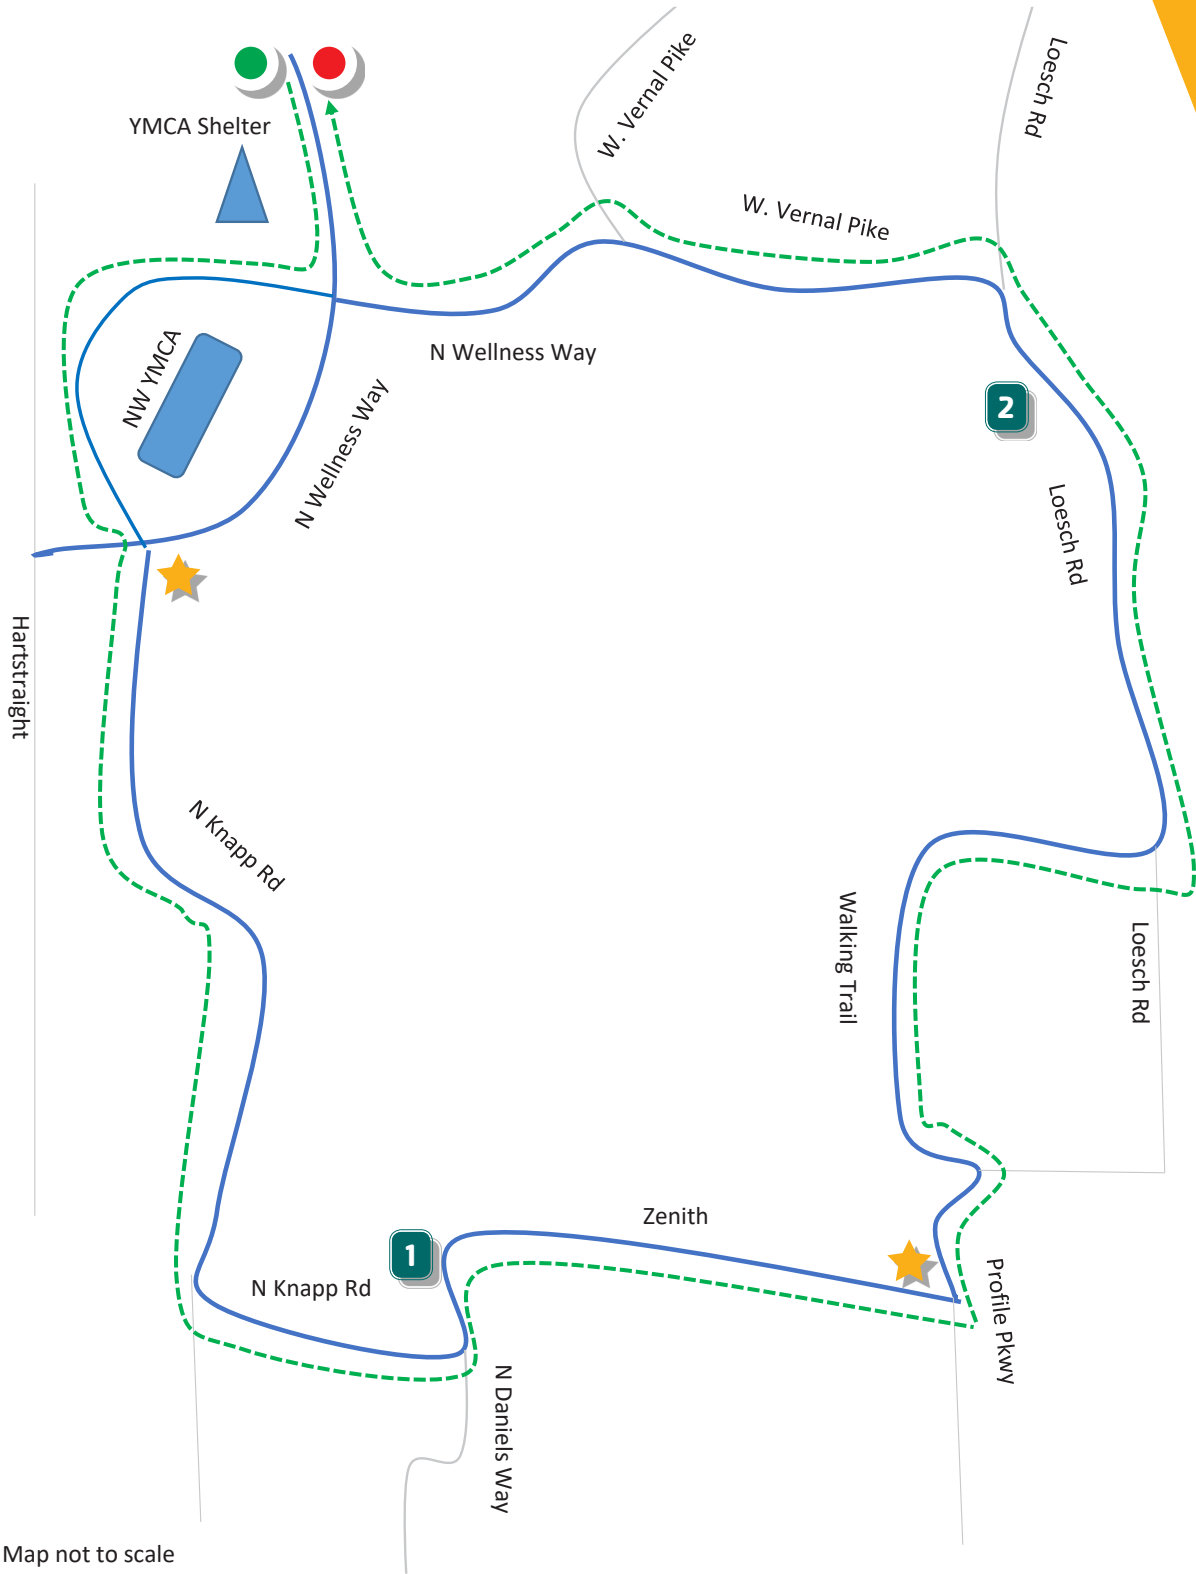 W. Vernal Pike
Loesch Rd
YMCA Shelter
W. Vernal Pike
NW YMCA
N Wellness Way
N Wellness Way
2
Loesch Rd
Hartstraight
N Knapp Rd
Walking Trail
Loesch Rd
Zenith
1
N Knapp Rd
Profile Pkwy
N Daniels Way
Map not to scale